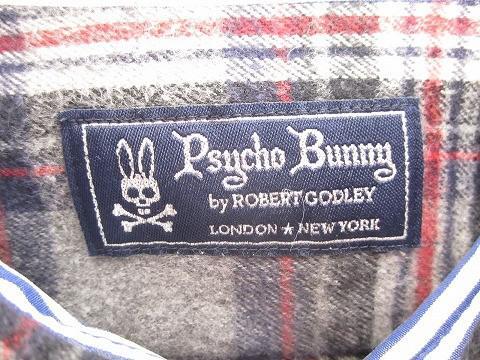 Psycho Bunny
by ROBERT GODLEY
LONDON ★ NEW YORK